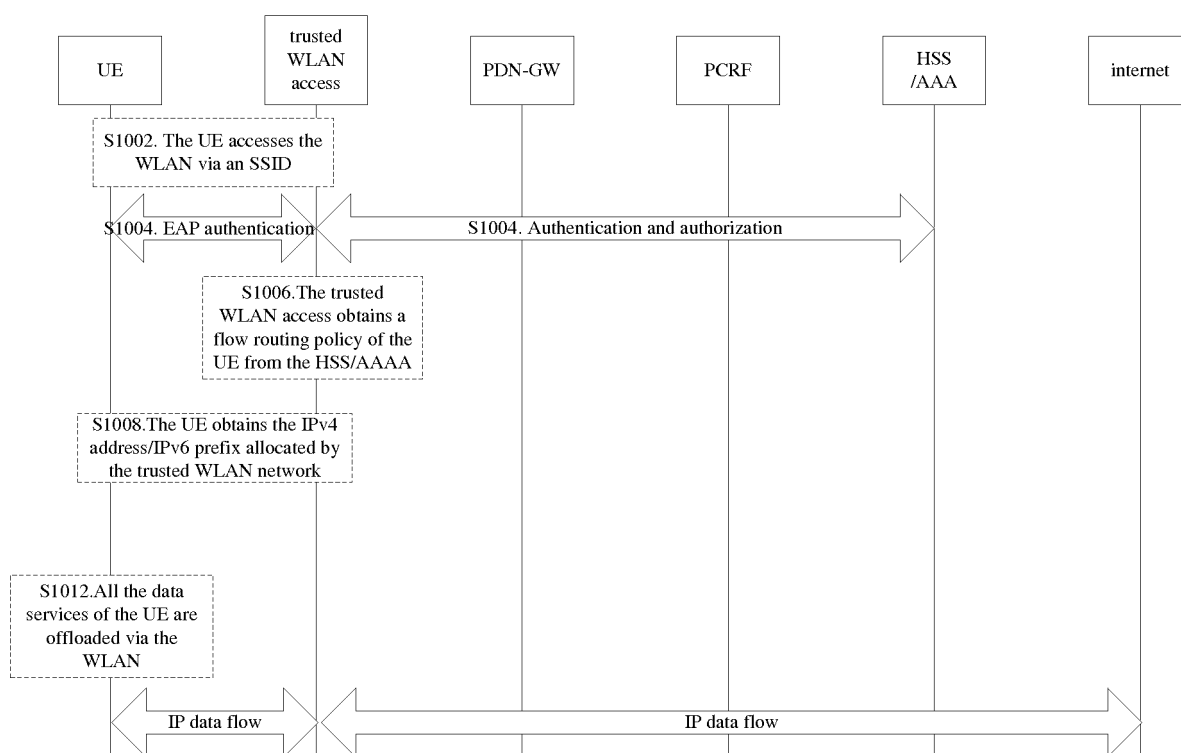 UE
trusted
WLAN
access
PDN-GW
PCRF
HSS
/AAA
internet
S1002. The UE accesses the
WLAN via an SSID
S1004. EAP authentication
S1004. Authentication and authorization
S1006.The trusted
WLAN access obtains a
flow routing policy of the
UE from the HSS/AAAA
S1008.The UE obtains the IPv4
address/IPv6 prefix allocated by
the trusted WLAN network
S1012.All the data
services of the UE are
offloaded via the
WLAN
IP data flow
IP data flow